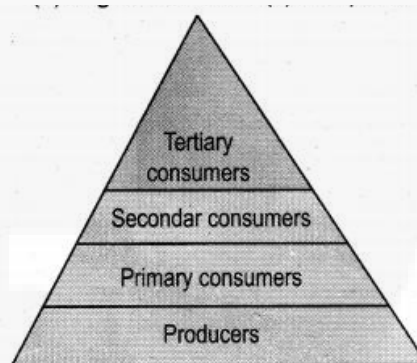 Tertiary
consumers
Secondar consumers
Primary consumers
Producers